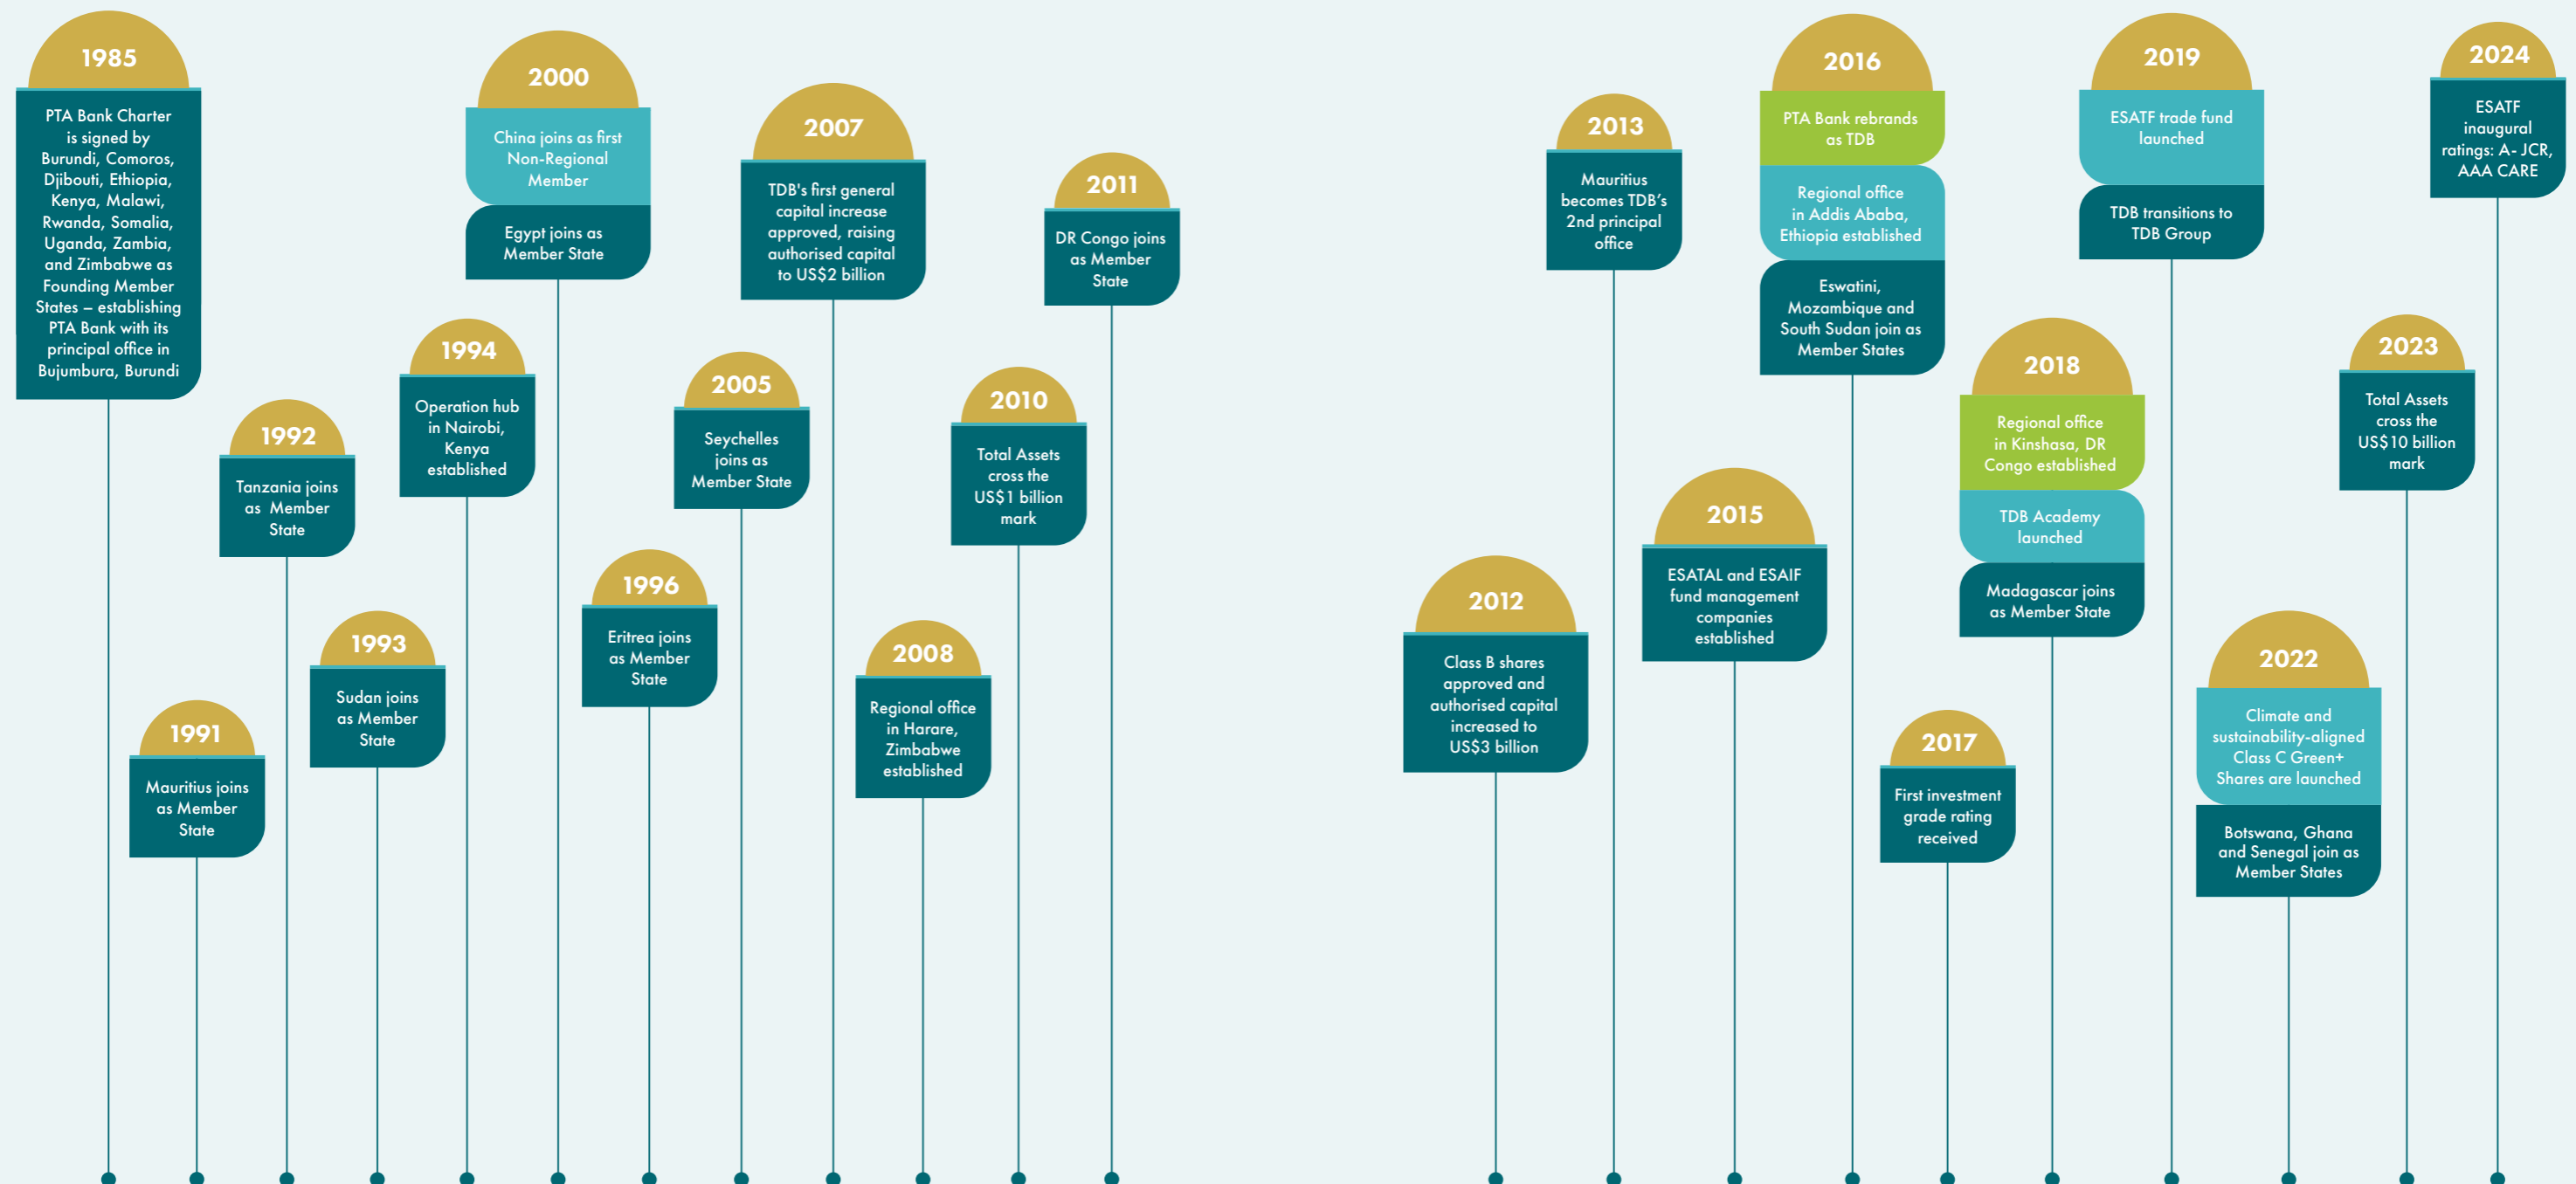 1985
PTA Bank Charter
is signed by
Burundi, Comoros,
Djibouti, Ethiopia,
Kenya, Malawi,
Rwanda, Somalia,
Uganda, Zambia,
and Zimbabwe as
Founding Member
States – establishing
PTA Bank with its
principal office in
Bujumbura, Burundi
1991
Mauritius joins
as Member
State
1992
Tanzania joins
as Member
State
1993
Sudan joins
as Member
State
1994
Operation hub
in Nairobi,
Kenya
established
2000
China joins as first
Non-Regional
Member
Egypt joins as
Member State
1996
Eritrea joins
as Member
State
2005
Seychelles
joins as
Member State
2007
TDB's first general
capital increase
approved, raising
authorised capital
to US$2 billion
2008
Regional office
in Harare,
Zimbabwe
established
2010
Total Assets
cross the
US$1 billion
mark
2011
DR Congo joins
as Member
State
2012
Class B shares
approved and
authorised capital
increased to
US$3 billion
2013
Mauritius
becomes TDB’s
2nd principal
office
2015
ESATAL and ESAIF
fund management
companies
established
2016
PTA Bank rebrands
as TDB
Regional office
in Addis Ababa,
Ethiopia established
Eswatini,
Mozambique and
South Sudan join as
Member States
2017
First investment
grade rating
received
2018
Regional office
in Kinshasa, DR
Congo established
TDB Academy
launched
Madagascar joins
as Member State
2019
ESATF trade fund
launched
TDB transitions to
TDB Group
2022
Climate and
sustainability-aligned
Class C Green+
Shares are launched
Botswana, Ghana
and Senegal join as
Member States
2023
Total Assets
cross the
US$10 billion
mark
2024
ESATF
inaugural
ratings: A- JCR,
AAA CARE